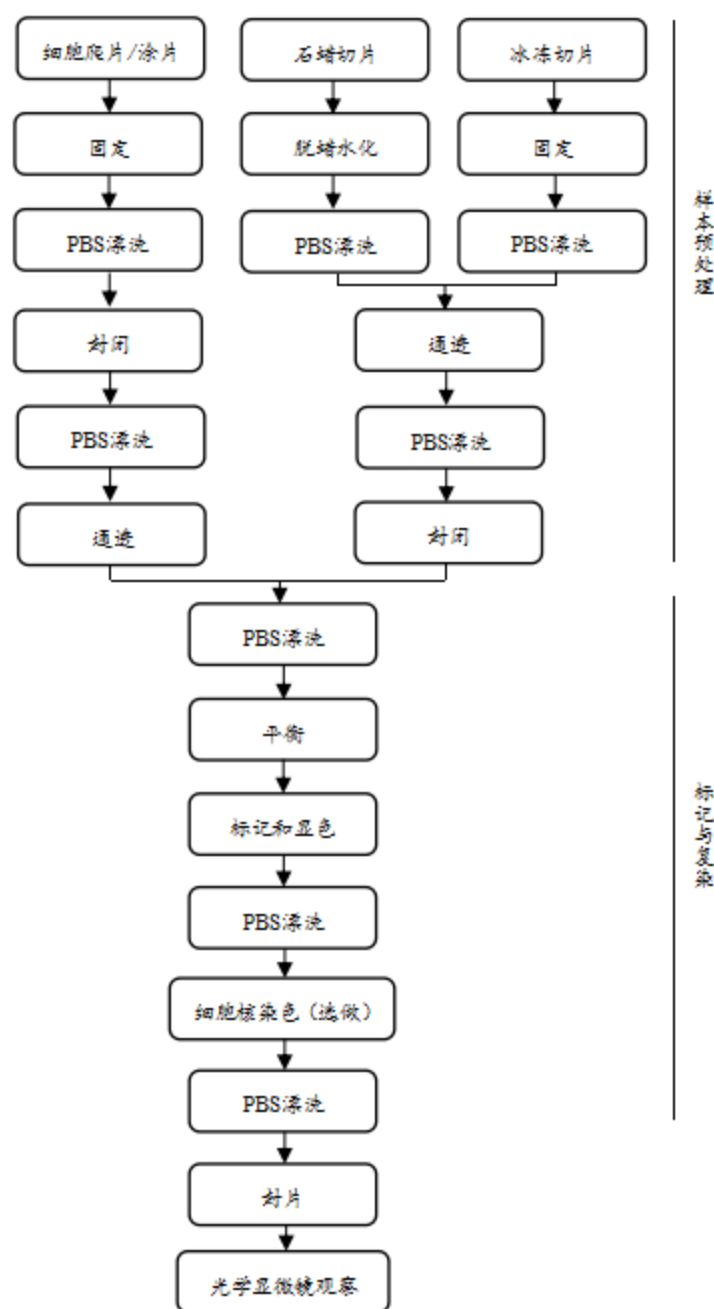 细胞爬片/涂片
石蜡切片
冰冻切片
固定
脱蜡水化
固定
PBS漂洗
PBS漂洗
PBS漂洗
封闭
通透
PBS漂洗
PBS漂洗
通透
封闭
样本预处理
PBS漂洗
平衡
标记和显色
PBS漂洗
细胞核染色（选做）
PBS漂洗
封片
光学显微镜观察
标记与复染